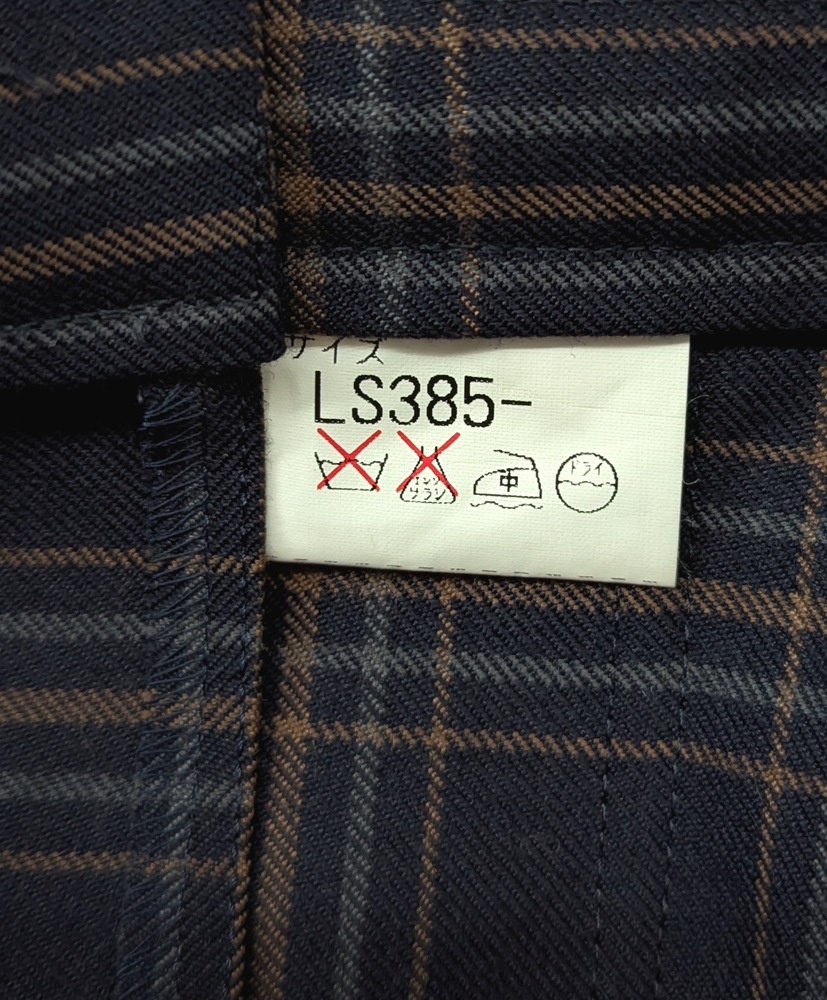 サイズ
LS385-
エンソ サラシ 中 ドライ